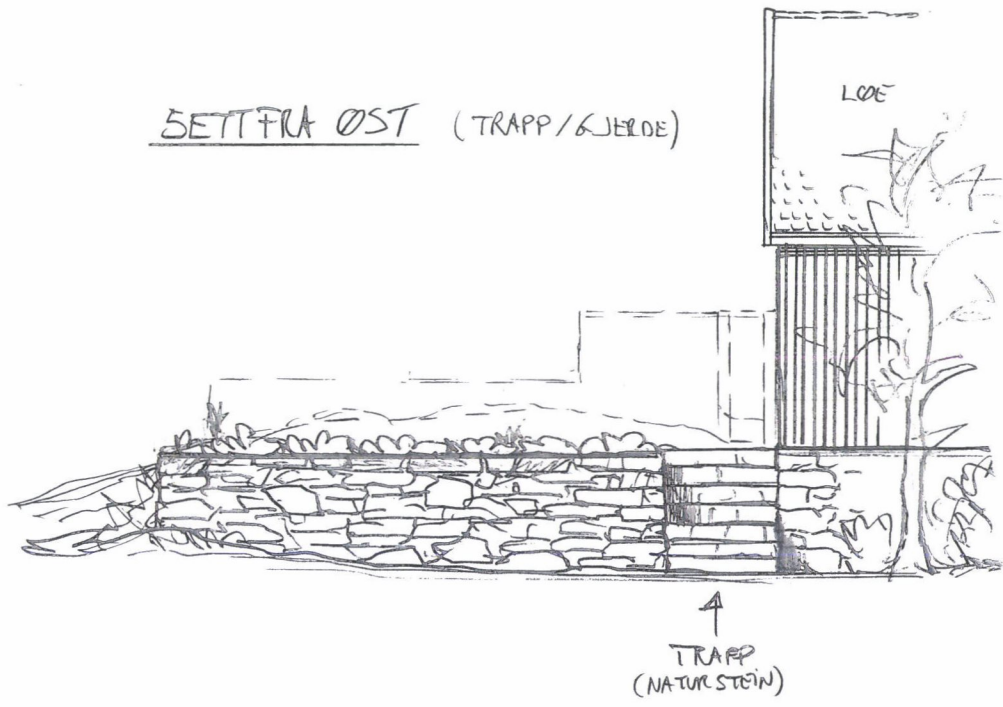 SETT FRA ØST (TRAPP/GJERDE)
LØE
TRAPP
(NATURSTEIN)